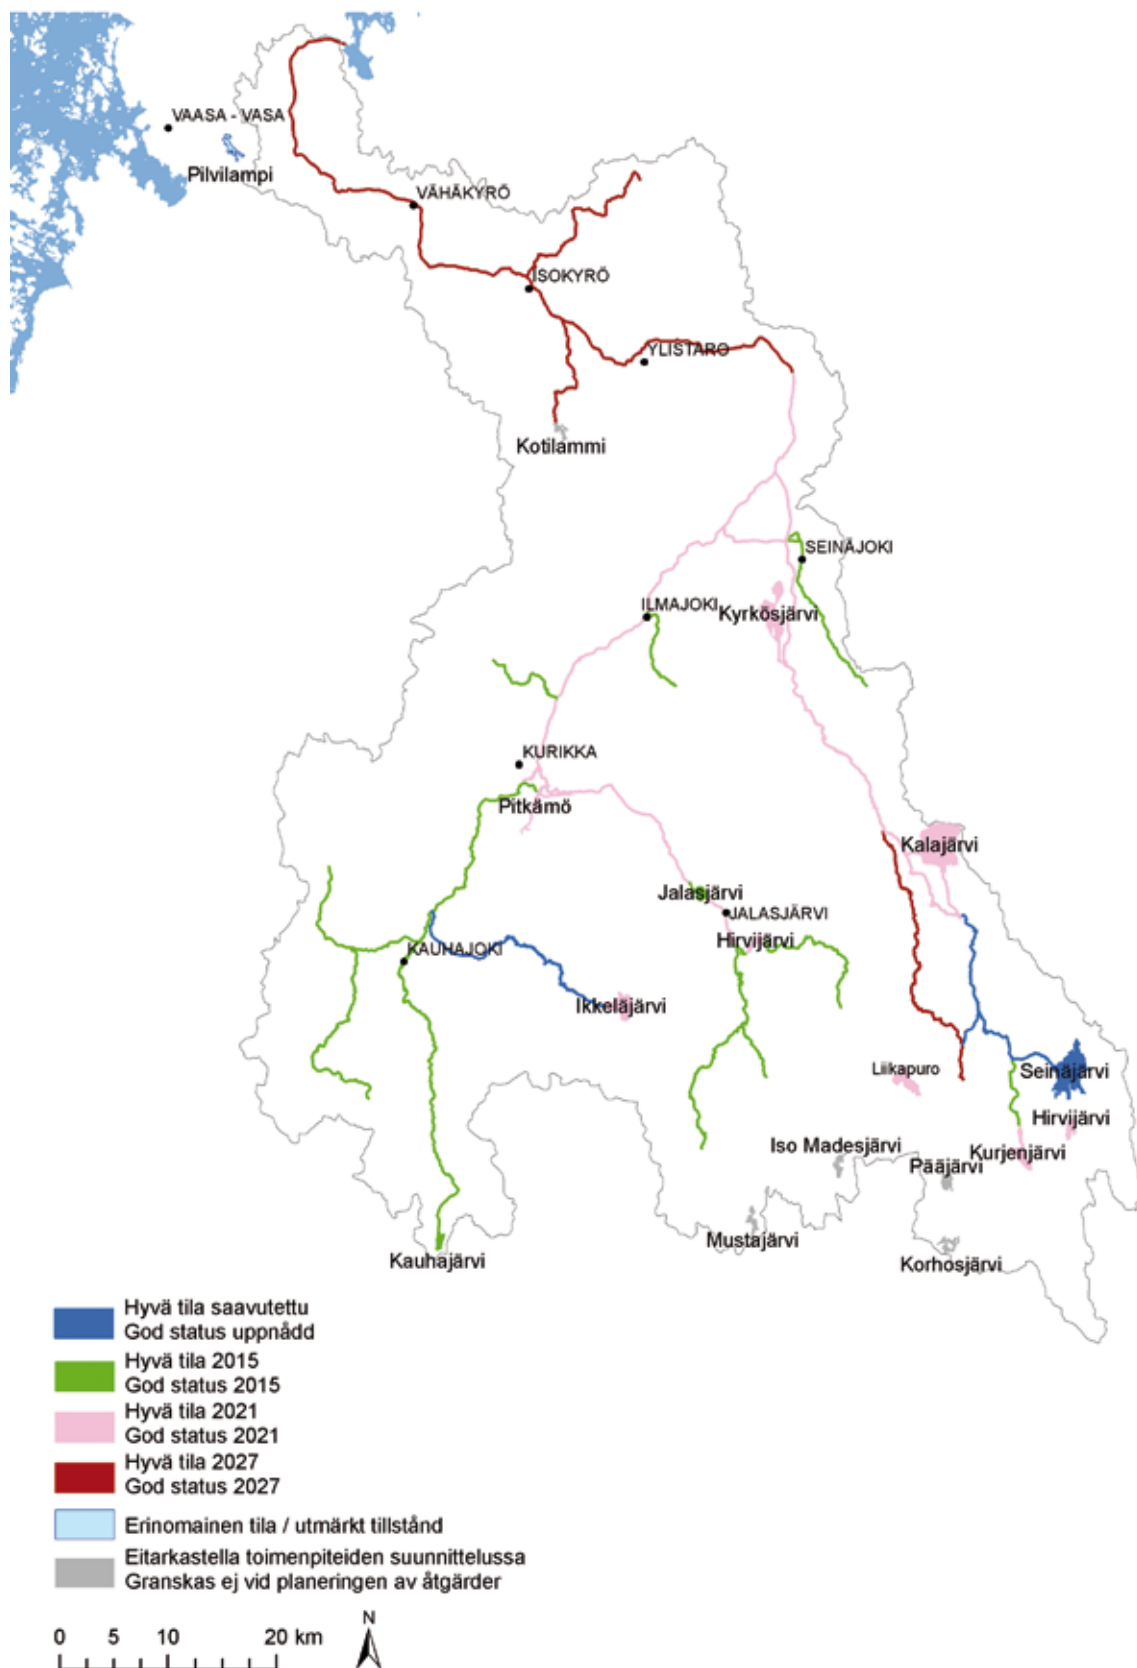 VAASA - VASA
Pilvilampi
VÄHÄKYRÖ
ISOKYRÖ
YLISTARO
Kotilammi
SEINÄJOKI
ILMAJOKI
Kyrkösjärvi
KURIKKA
Pitkämö
Kalajärvi
Jalasjärvi
JALASJÄRVI
Hirvijärvi
KAUHAJOKI
Ikkeläjärvi
Liikapuro
Seinäjärvi
Hirvijärvi
Iso Madesjärvi
Kurjenjärvi
Pääjärvi
Mustajärvi
Kauhajärvi
Korhosjärvi
Hyvä tila saavutettu
God status uppnådd
Hyvä tila 2015
God status 2015
Hyvä tila 2021
God status 2021
Hyvä tila 2027
God status 2027
Erinomainen tila / utmärkt tillstånd
Eitarkastella toimenpiteiden suunnittelussa
Granskas ej vid planeringen av åtgärder
N
0 5 10 20 km